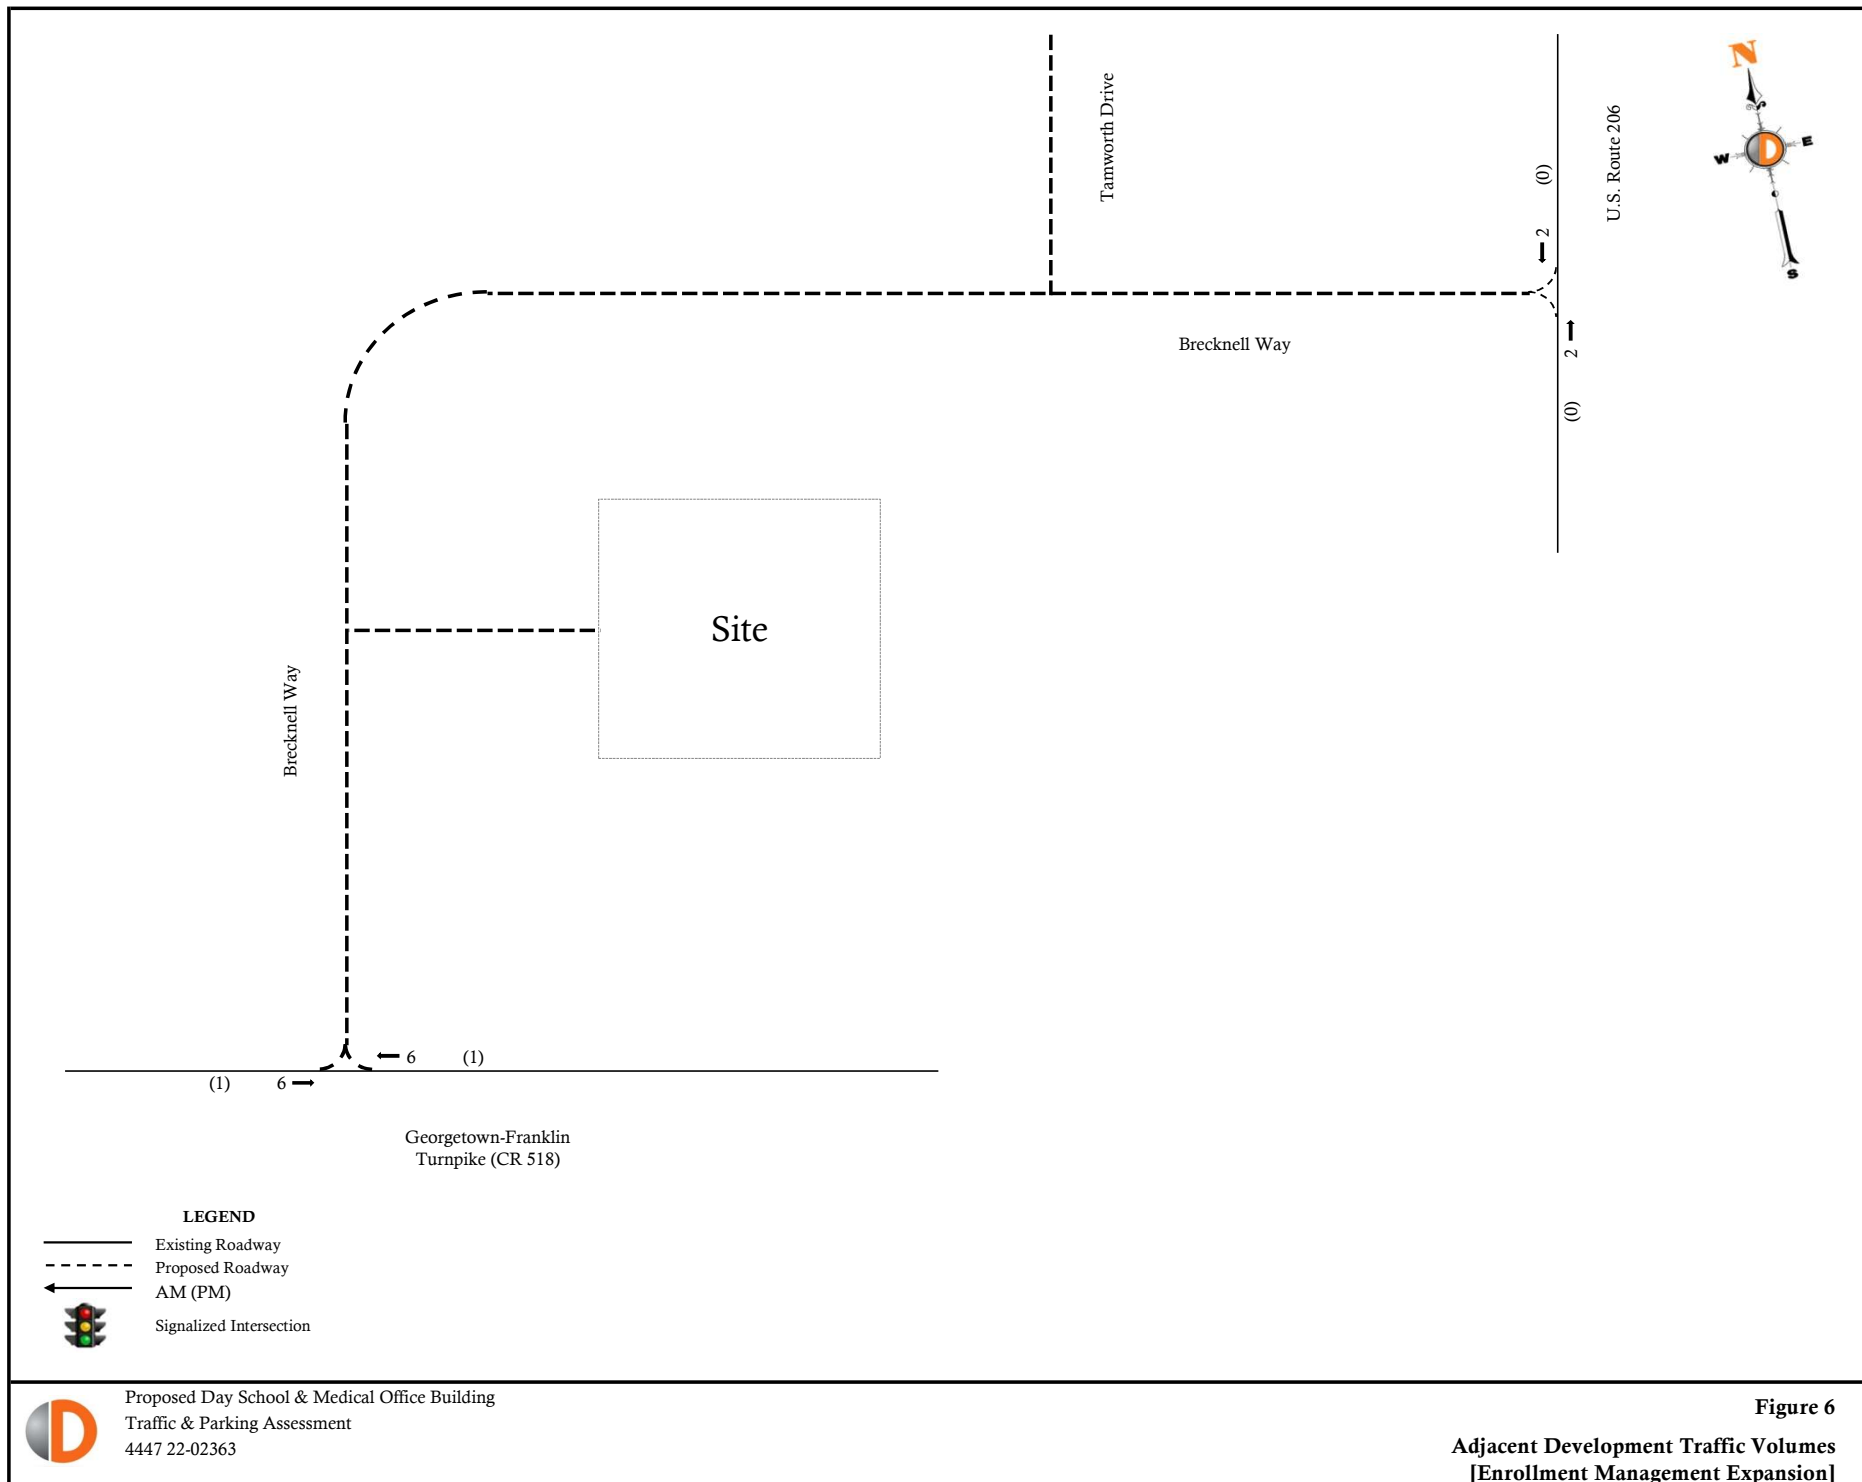 N
W
E
S
D
Tamworth Drive
U.S. Route 206
(0)
2
Brecknell Way
2
(0)
Site
Brecknell Way
6 (1)
(1) 6
Georgetown-Franklin
Turnpike (CR 518)
LEGEND
Existing Roadway
Proposed Roadway
AM (PM)
Signalized Intersection
D
Proposed Day School & Medical Office Building
Traffic & Parking Assessment
4447 22-02363
Figure 6
Adjacent Development Traffic Volumes
[Enrollment Management Expansion]